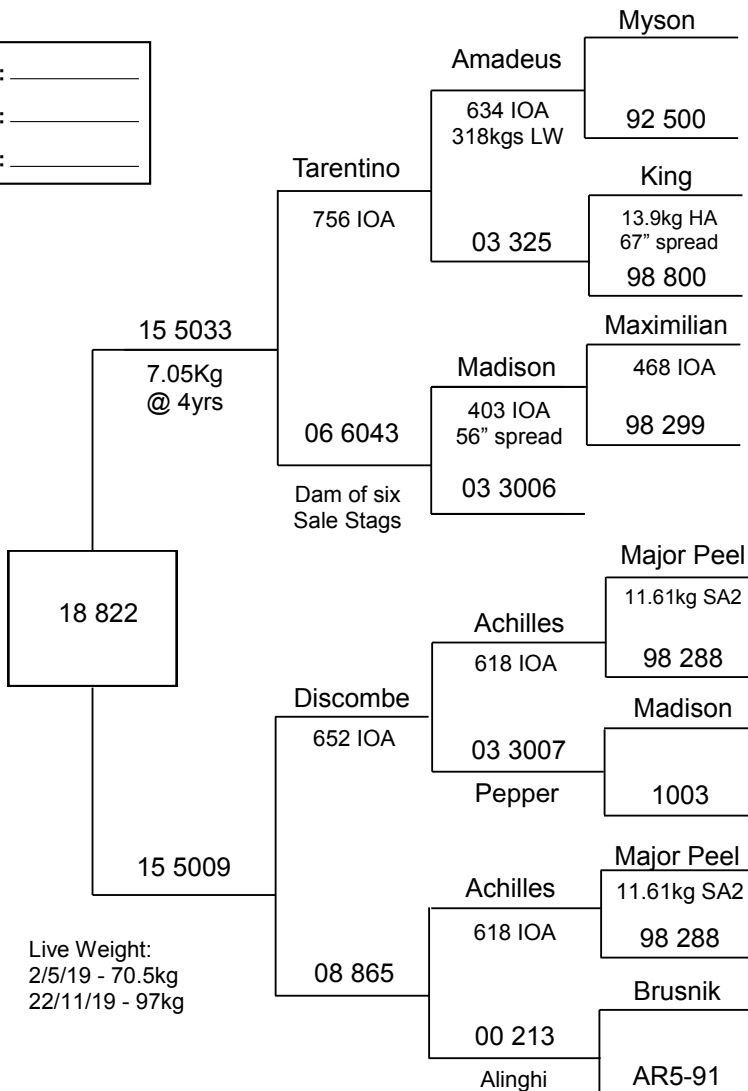 :
:
:
Myson
Amadeus
634 IOA
318kgs LW
92 500
Tarentino
756 IOA
King
13.9kg HA
67” spread
03 325
98 800
15 5033
7.05Kg
@ 4yrs
Maximilian
468 IOA
Madison
403 IOA
56” spread
98 299
06 6043
03 3006
Dam of six
Sale Stags
18 822
Major Peel
11.61kg SA2
Achilles
618 IOA
98 288
Discombe
652 IOA
Madison
03 3007
Pepper
1003
15 5009
Major Peel
11.61kg SA2
Achilles
618 IOA
98 288
Live Weight:
2/5/19 - 70.5kg
22/11/19 - 97kg
08 865
Brusnik
00 213
Alinghi
AR5-91